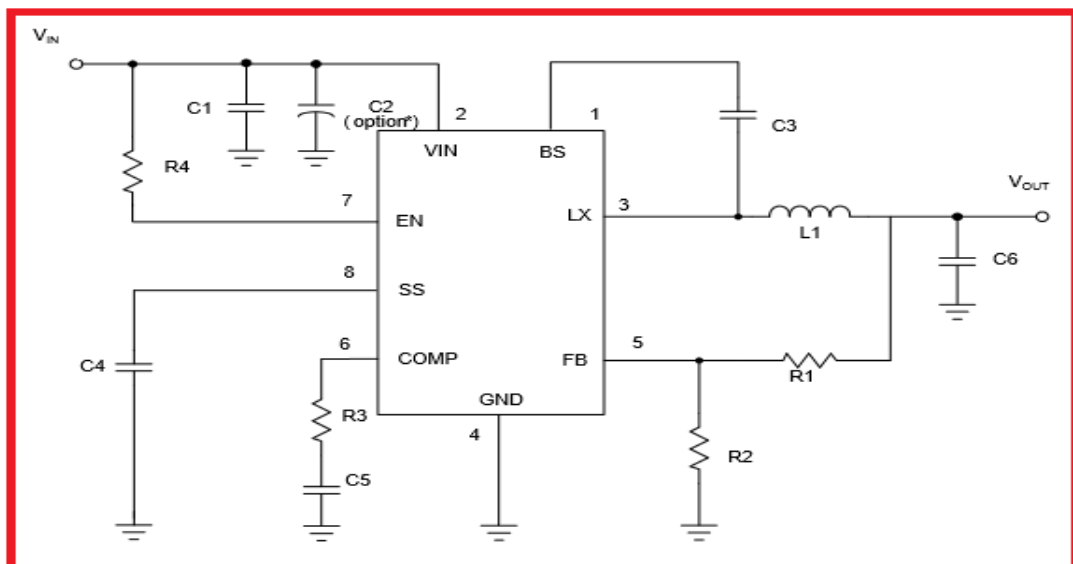 VIN
C1
C2
(option*)
2
1
C3
VIN
BS
R4
7
EN
LX
3
L1
VOUT
C6
8
SS
C4
6
COMP
FB
5
R1
GND
R3
4
R2
C5